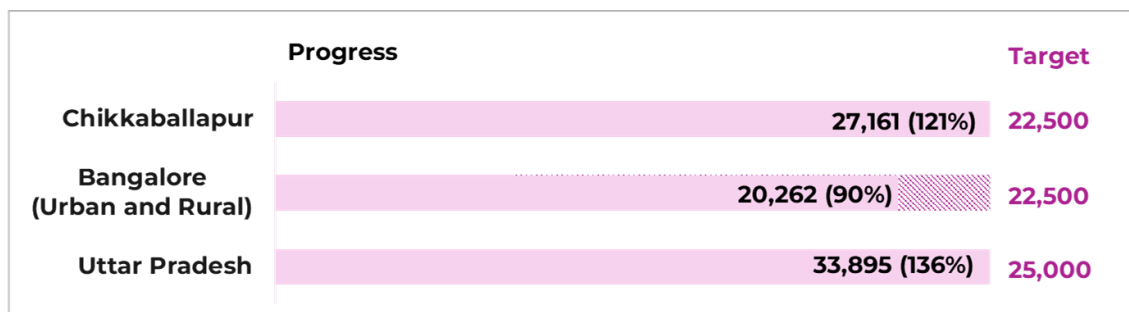 Progress
Target
Chikkaballapur
27,161 (121%)
22,500
Bangalore
(Urban and Rural)
20,262 (90%)
22,500
Uttar Pradesh
33,895 (136%)
25,000